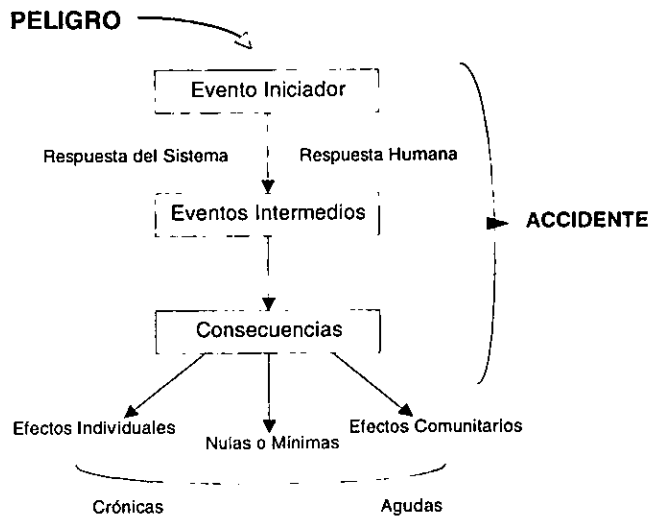 PELIGRO
Evento Iniciador
Respuesta del Sistema Respuesta Humana
Eventos Intermedios
ACCIDENTE
Consecuencias
Efectos Individuales Nulas o Mínimas Efectos Comunitarios
Crónicas Agudas